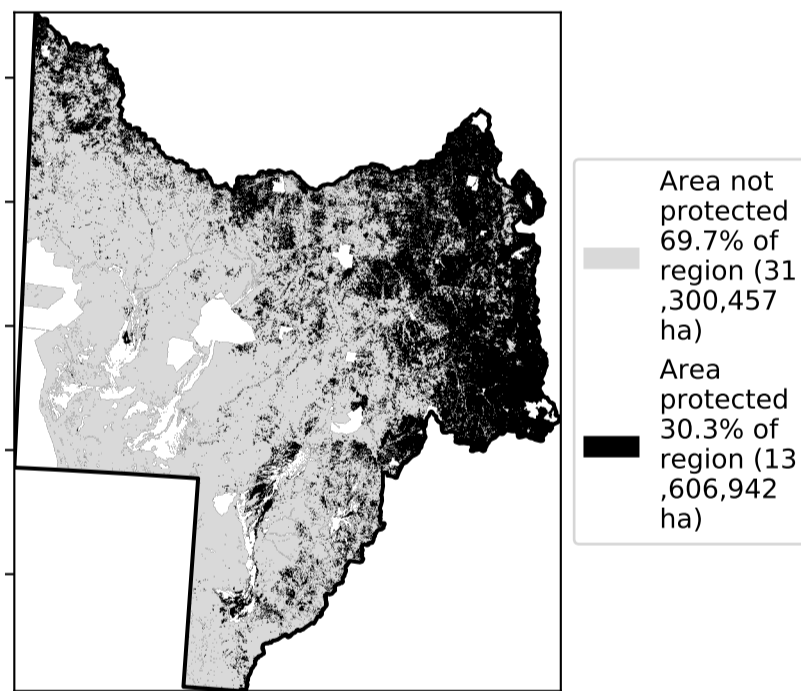 Area not
protected
69.7% of
region (31
,300,457
ha)
Area
protected
30.3% of
region (13
,606,942
ha)